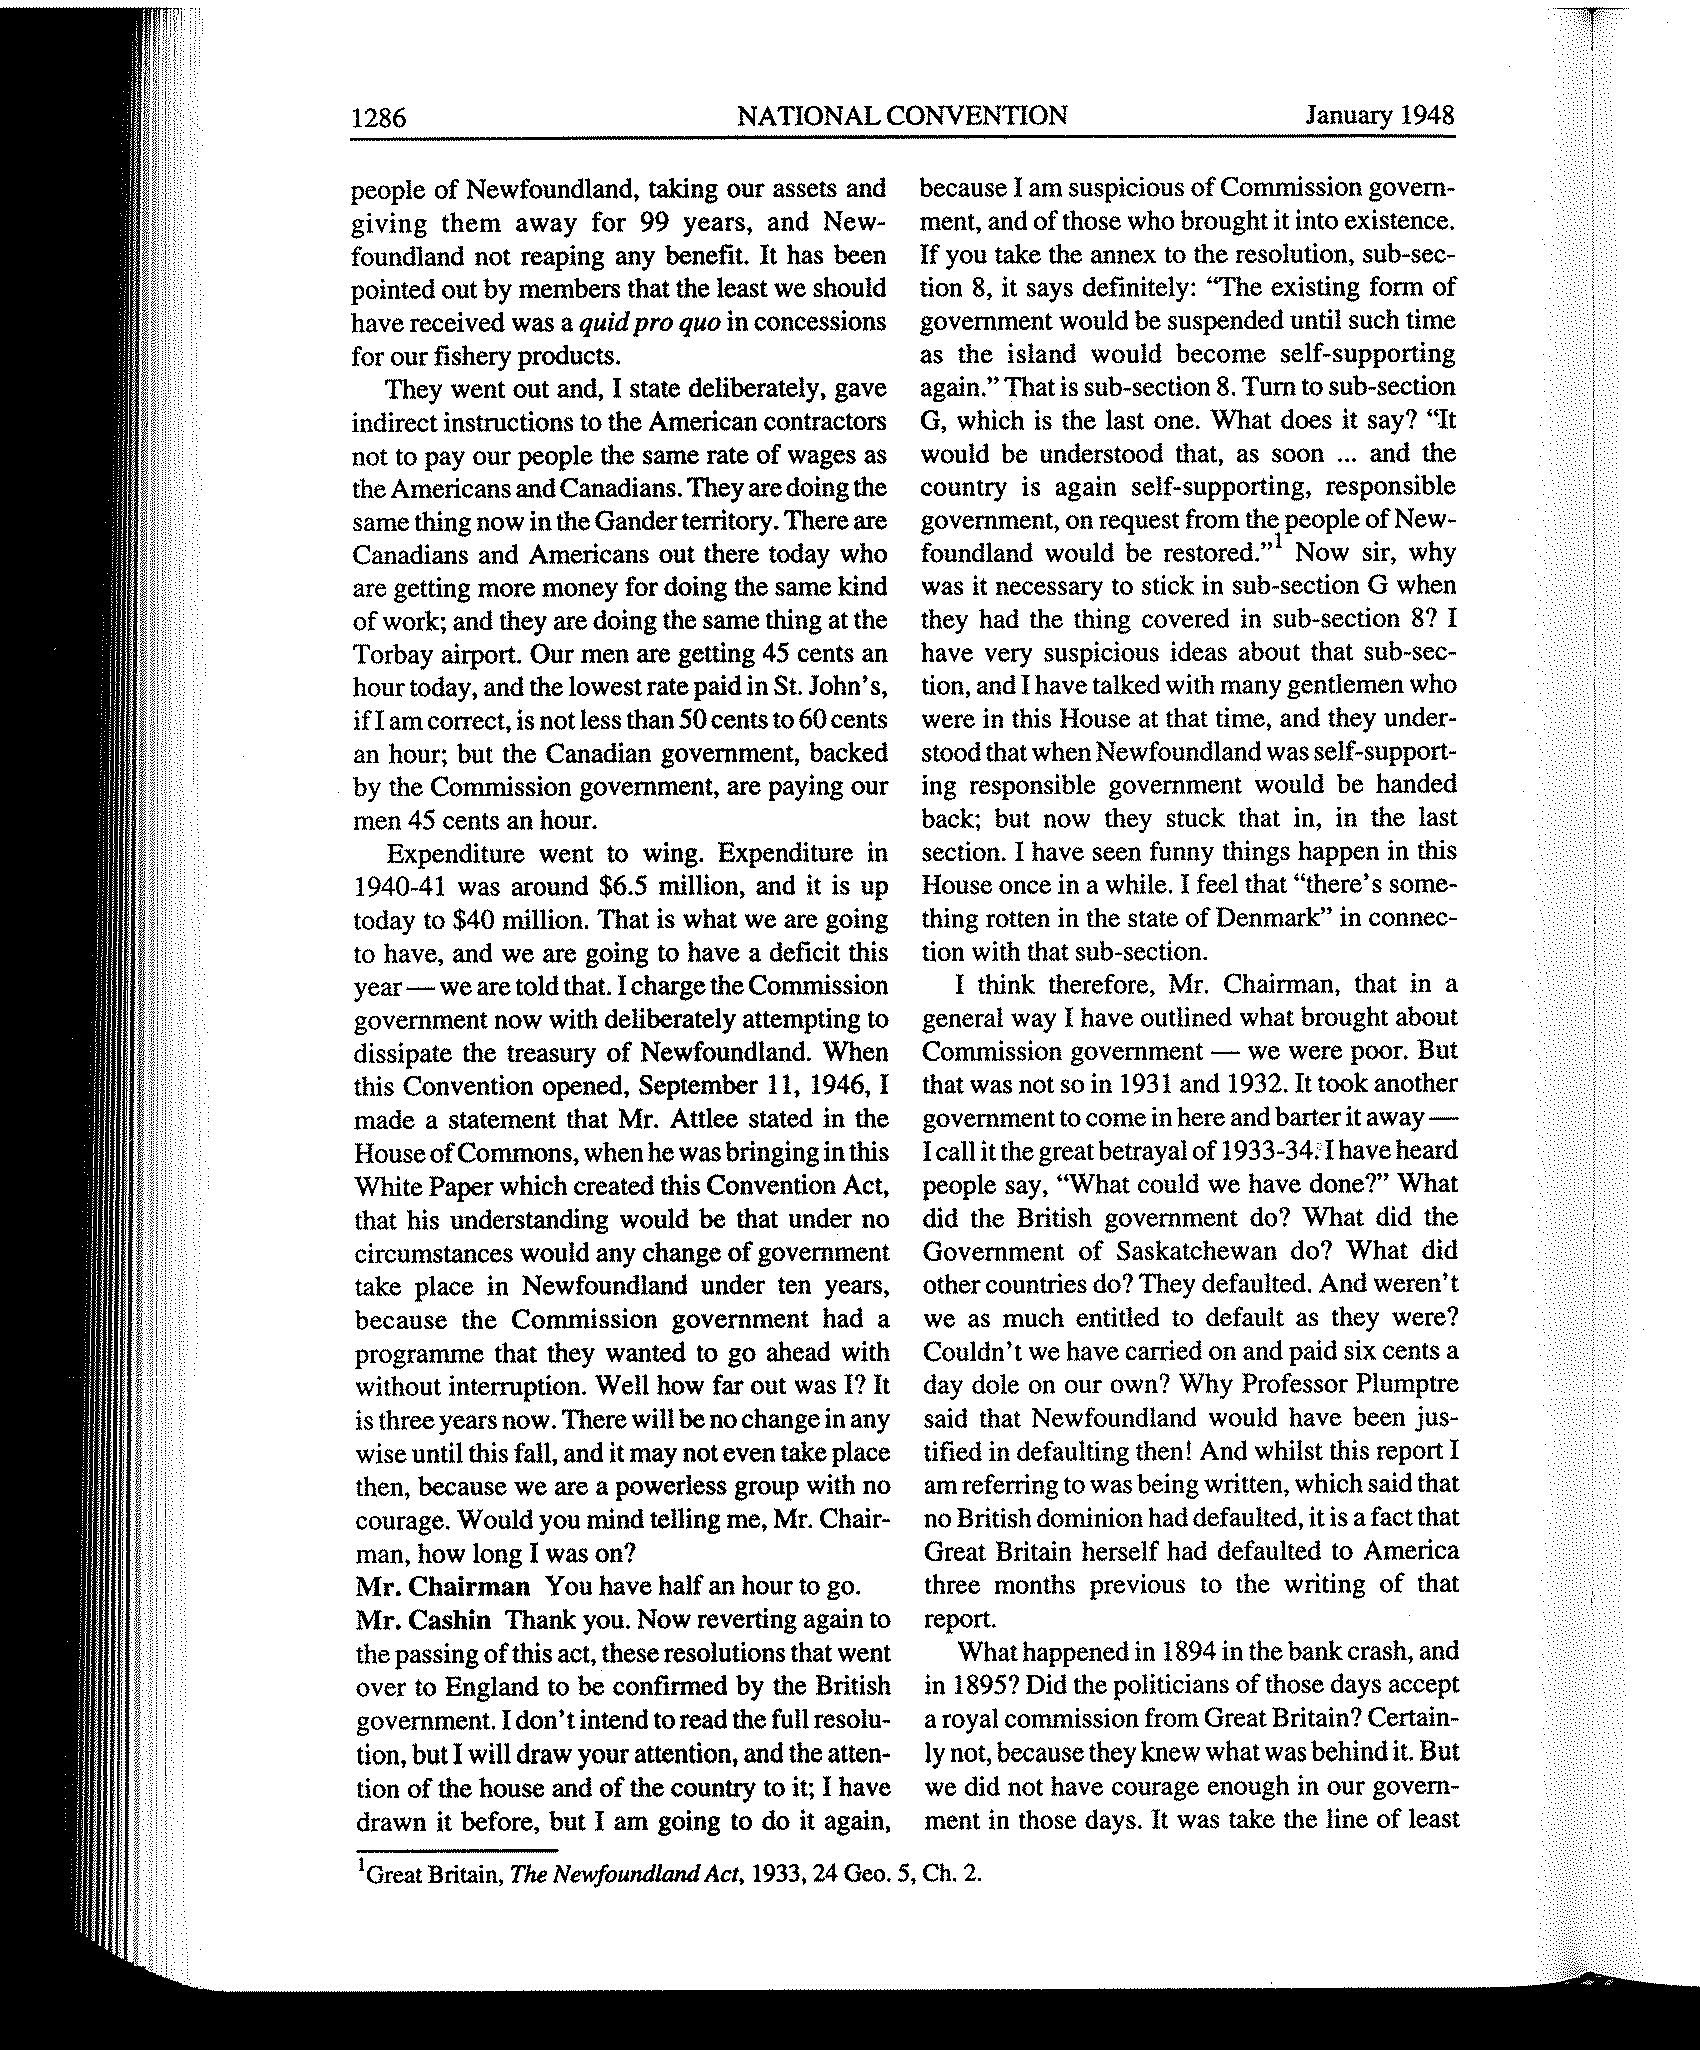 1286 NATIONAL CONVENTION January 1948
people of Newfoundland, taking our assets and
giving them away for 99 years, and New-
foundland not reaping any benefit. It has been
pointed out by members that the least we should
have received was a quid pro quo in concessions
for our fishery products.
They went out and, I state deliberately, gave
indirect instructions to the American contractors
not to pay our people the same rate of wages as
the Americans and Canadians. They are doing the
same thing now in the Gander territory. There are
Canadians and Americans out there today who
are getting more money for doing the same kind
of work; and they are doing the same thing at the
Torbay airport. Our men are getting 45 cents an
hour today, and the lowest rate paid in St. John's,
if I am correct, is not less than 50 cents to 60 cents
an hour; but the Canadian government, backed
by the Commission government, are paying our
men 45 cents an hour.
Expenditure went to wing. Expenditure in
1940-41 was around $6.5 million, and it is up
today to $40 million. That is what we are going
to have, and we are going to have a deficit this
year — we are told that. I charge the Commission
government now with deliberately attempting to
dissipate the treasury of Newfoundland. When
this Convention opened, September 11, 1946, I
made a statement that Mr. Attlee stated in the
House of Commons, when he was bringing in this
White Paper which created this Convention Act,
that his understanding would be that under no
circumstances would any change of government
take place in Newfoundland under ten years,
because the Commission government had a
programme that they wanted to go ahead with
without interruption. Well how far out was I? It
is three years now. There will be no change in any
wise until this fall, and it may not even take place
then, because we are a powerless group with no
courage. Would you mind telling me, Mr. Chair-
man, how long I was on?
Mr. Chairman You have half an hour to go.
Mr. Cashin Thank you. Now reverting again to
the passing of this act, these resolutions that went
over to England to be confirmed by the British
government. I don't intend to read the full resolu-
tion, but I will draw your attention, and the atten-
tion of the house and of the country to it; I have
drawn it before, but I am going to do it again,
because I am suspicious of Commission govern-
ment, and of those who brought it into existence.
If you take the annex to the resolution, sub-sec-
tion 8, it says definitely: "The existing form of
government would be suspended until such time
as the island would become self-supporting
again." That is sub-section 8. Turn to sub-section
G, which is the last one. What does it say? "It
would be understood that, as soon ... and the
country is again self-supporting, responsible
government, on request from the people of New-
foundland would be restored."1 Now sir, why
was it necessary to stick in sub-section G when
they had the thing covered in sub-section 8? I
have very suspicious ideas about that sub-sec-
tion, and I have talked with many gentlemen who
were in this House at that time, and they under-
stood that when Newfoundland was self-support-
ing responsible government would be handed
back; but now they stuck that in, in the last
section. I have seen funny things happen in this
House once in a while. I feel that "there's some-
thing rotten in the state of Denmark" in connec-
tion with that sub-section.
I think therefore, Mr. Chairman, that in a
general way I have outlined what brought about
Commission government — we were poor. But
that was not so in 1931 and 1932. It took another
government to come in here and barter it away —
I call it the great betrayal of 1933-34. I have heard
people say, "What could we have done?" What
did the British government do? What did the
Government of Saskatchewan do? What did
other countries do? They defaulted. And weren't
we as much entitled to default as they were?
Couldn't we have carried on and paid six cents a
day dole on our own? Why Professor Plumptre
said that Newfoundland would have been jus-
tified in defaulting then! And whilst this report I
am referring to was being written, which said that
no British dominion had defaulted, it is a fact that
Great Britain herself had defaulted to America
three months previous to the writing of that
report.
What happened in 1894 in the bank crash, and
in 1895? Did the politicians of those days accept
a royal commission from Great Britain? Certain-
ly not, because they knew what was behind it. But
we did not have courage enough in our govern-
ment in those days. It was take the line of least
1Great Britain, The Newfoundland Act, 1933, 24 Geo. 5, Ch. 2.